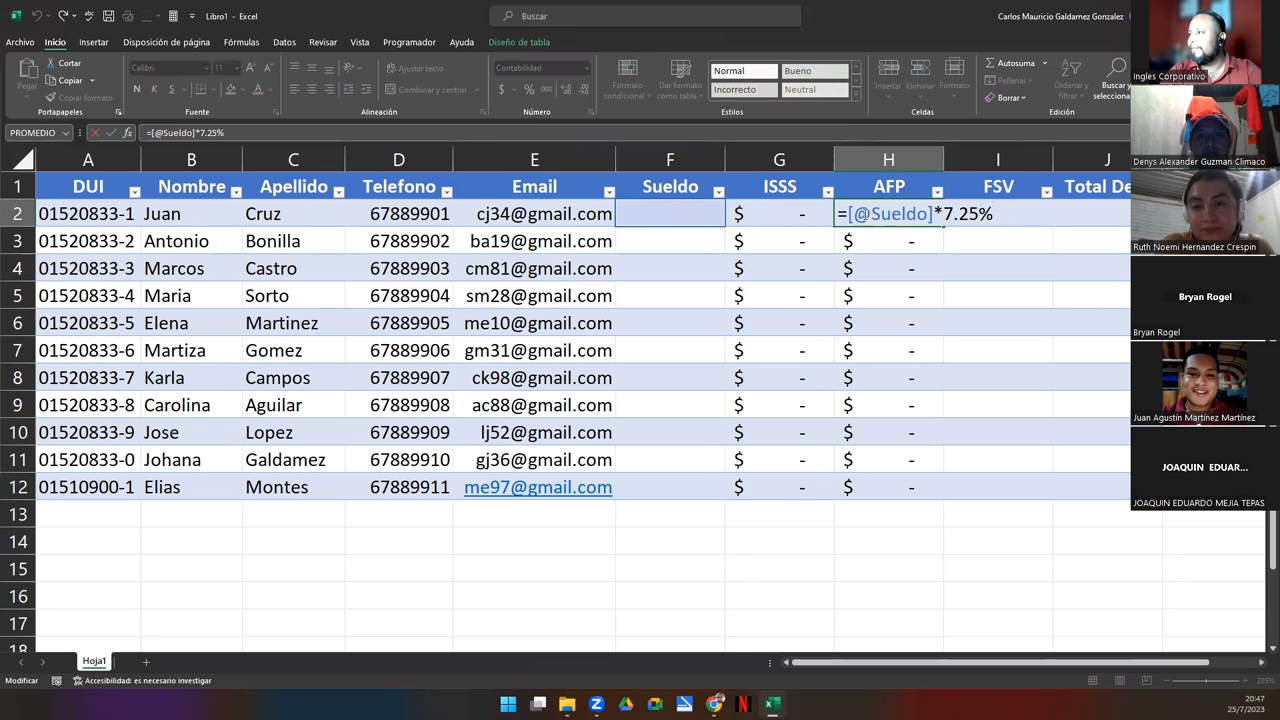 Libro1 - Excel
Buscar
Carlos Mauricio Galdamez Gonzalez
Archivo Inicio Insertar Disposición de página Fórmulas Datos Revisar Vista Programador Ayuda Diseño de tabla
Pegar
Cortar
Copiar
Copiar formato
Portapapeles
Calibri 11
N K S
Fuente
Ajustar texto
Combinar y centrar
Alineación
Contabilidad
Número
Formato condicional
Dar formato como tabla
Normal Bueno
Incorrecto Neutral
Estilos
Insertar Eliminar Formato
Celdas
Autosuma
Rellenar
Borrar
Ordenar y filtrar
Buscar y
Edición
PROMEDIO
fx
=[@Sueldo]*7.25%
A B C D E F G H I J
1 DUI Nombre Apellido Telefono Email Sueldo ISSS AFP FSV Total De
2 01520833-1 Juan Cruz 67889901 cj34@gmail.com $ - =[@Sueldo]*7.25%
3 01520833-2 Antonio Bonilla 67889902 ba19@gmail.com $ - $ -
4 01520833-3 Marcos Castro 67889903 cm81@gmail.com $ - $ -
5 01520833-4 Maria Sorto 67889904 sm28@gmail.com $ - $ -
6 01520833-5 Elena Martinez 67889905 me10@gmail.com $ - $ -
7 01520833-6 Martiza Gomez 67889906 gm31@gmail.com $ - $ -
8 01520833-7 Karla Campos 67889907 ck98@gmail.com $ - $ -
9 01520833-8 Carolina Aguilar 67889908 ac88@gmail.com $ - $ -
10 01520833-9 Jose Lopez 67889909 lj52@gmail.com $ - $ -
11 01520833-0 Johana Galdamez 67889910 gj36@gmail.com $ - $ -
12 01510900-1 Elias Montes 67889911 me97@gmail.com $ - $ -
13
14
15
16
17
18
Hoja1
Modificar
Accesibilidad: es necesario investigar
205%
20:47
25/7/2023
Ingles Corporativo
Denys Alexander Guzman Climaco
Ruth Noemi Hernandez Crespin
Bryan Rogel
Bryan Rogel
Juan Agustín Martínez Martínez
JOAQUIN EDUAR...
JOAQUIN EDUARDO MEJIA TEPAS